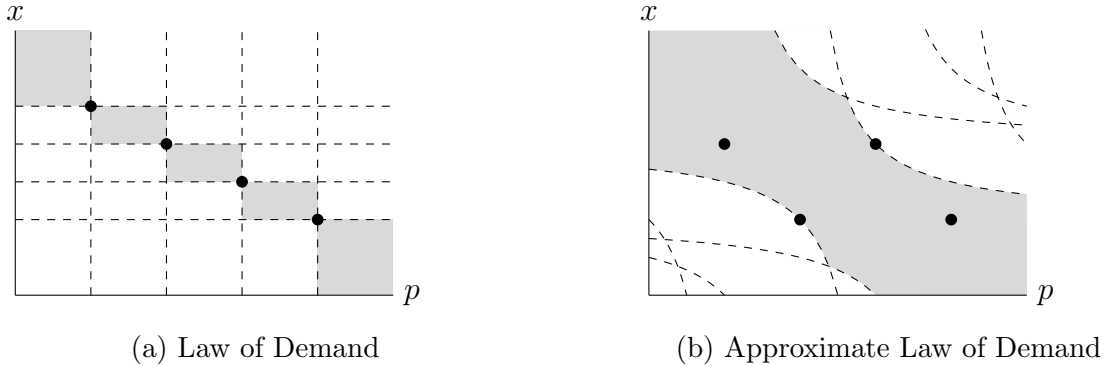 x
p
(a) Law of Demand
x
p
(b) Approximate Law of Demand